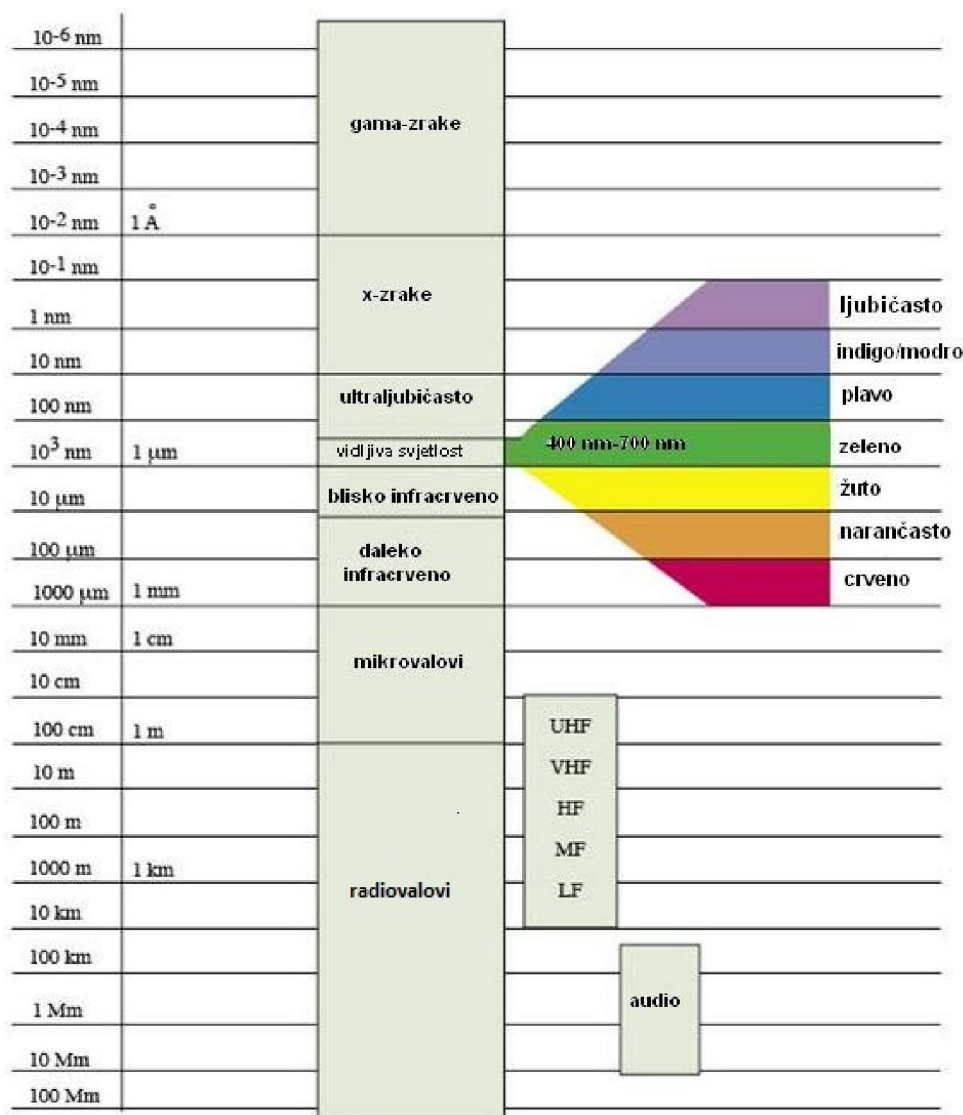 10-6 nm
10-5 nm
10-4 nm
gama-zrake
10-3 nm
10-2 nm 1 Å
10-1 nm
x-zrake
1 nm
ljubičasto
10 nm
indigo/modro
100 nm
ultraljubičasto
plavo
10³ nm 1 µm
vidljiva svjetlost
400 nm-700 nm
zeleno
10 µm
blisko infracrveno
žuto
100 µm
daleko
infracrveno
narančasto
1000 µm 1 mm
crveno
10 mm 1 cm
mikrovalovi
10 cm
100 cm 1 m
UHF
10 m
VHF
100 m
HF
1000 m 1 km
MF
radiovalovi
LF
10 km
100 km
1 Mm
audio
10 Mm
100 Mm